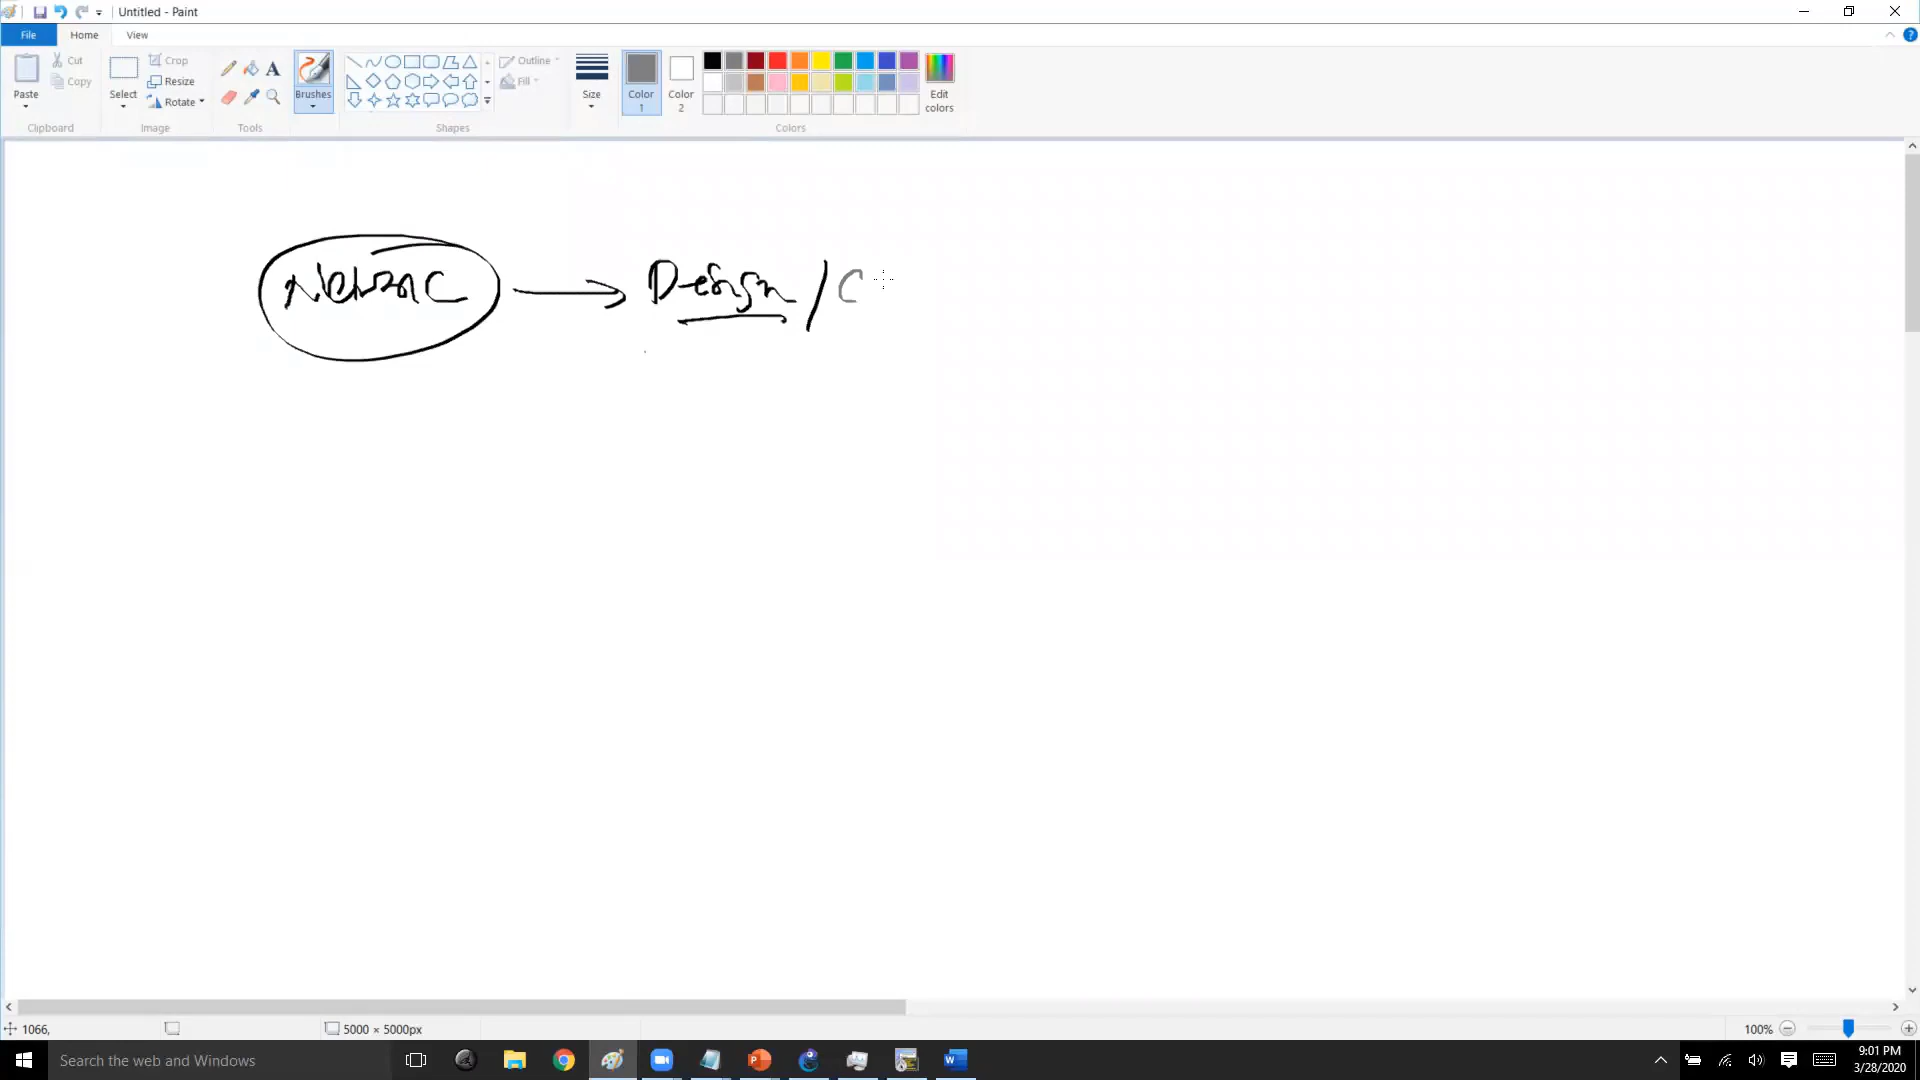 Untitled - Paint
File Home View
Paste
Cut
Copy
Clipboard
Select
Crop
Resize
Rotate
Image
Tools
Brushes
Shapes
Outline
Fill
Size
Color 1
Color 2
Edit colors
Colors
→ Design / C
1066,
5000 × 5000px
100%
Search the web and Windows
9:01 PM
3/28/2020